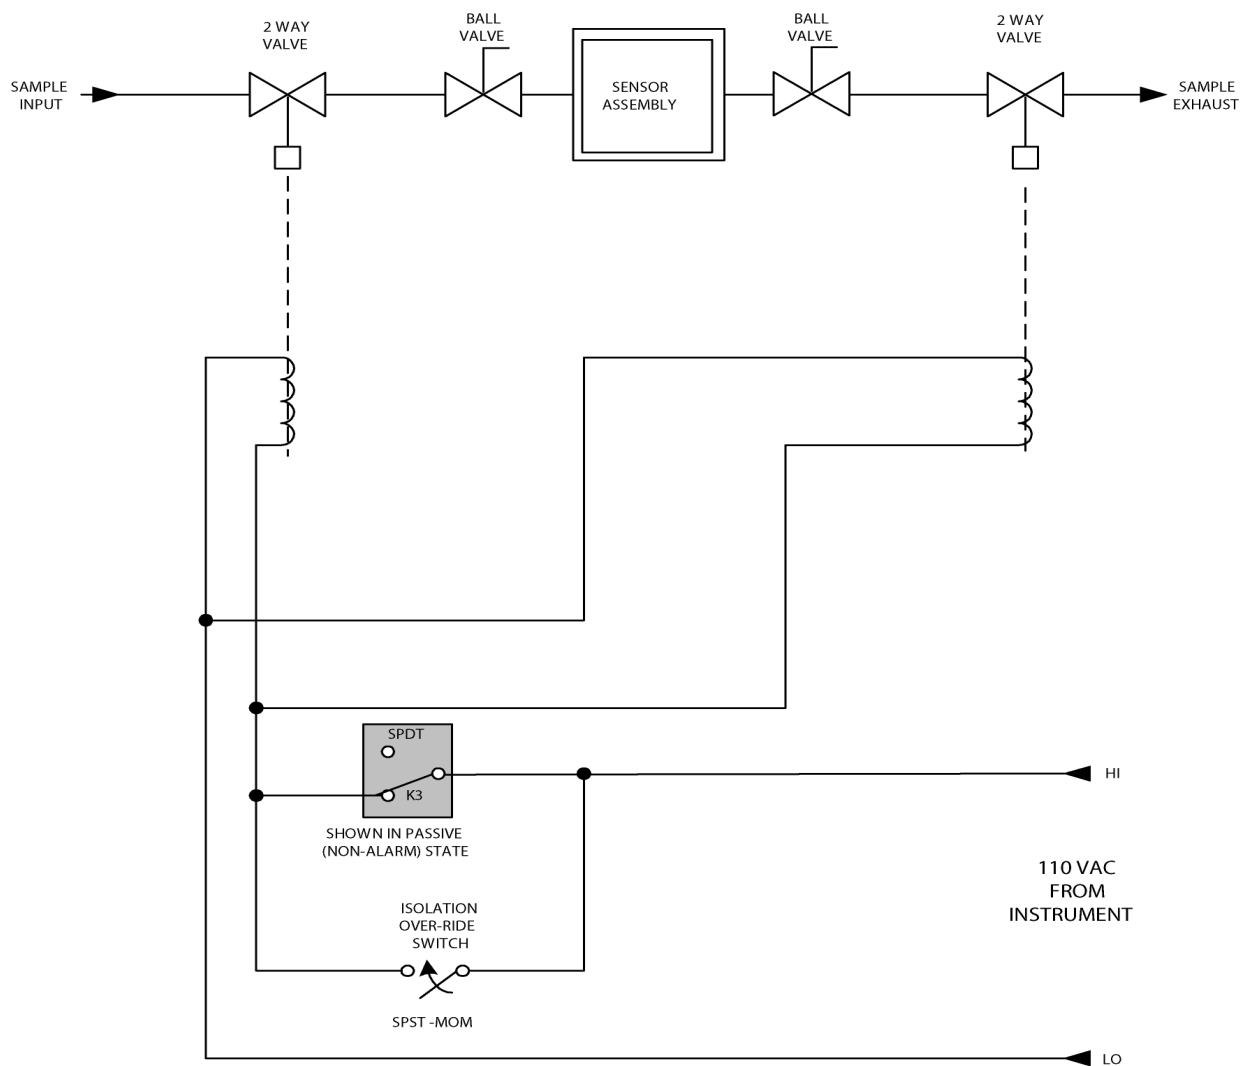 2 WAY
VALVE
BALL
VALVE
BALL
VALVE
2 WAY
VALVE
SAMPLE
INPUT
SENSOR
ASSEMBLY
SAMPLE
EXHAUST
SPDT
K3
HI
SHOWN IN PASSIVE
(NON-ALARM) STATE
110 VAC
FROM
INSTRUMENT
ISOLATION
OVER-RIDE
SWITCH
SPST -MOM
LO